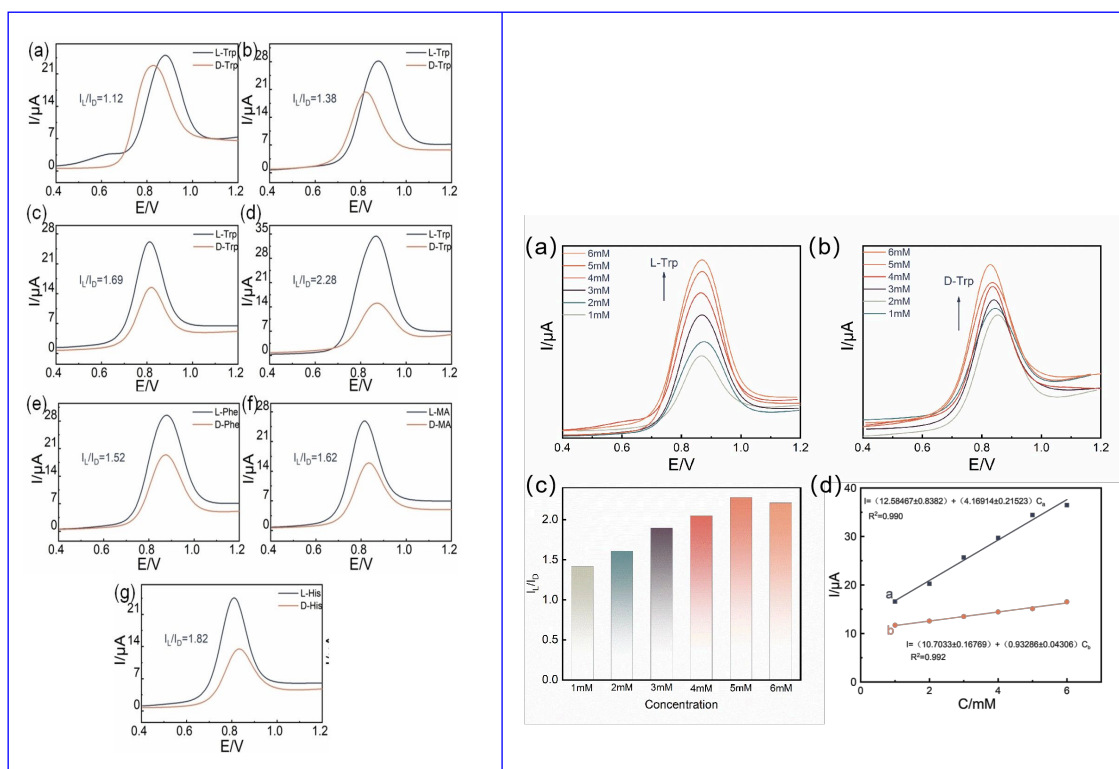 (a)
L-Trp
D-Trp
I_L/I_D=1.12
I/μA
21
14
7
0
0.4 0.6 0.8 1.0 1.2
E/V
(b)
L-Trp
D-Trp
I_L/I_D=1.38
I/μA
28
21
14
7
0
0.4 0.6 0.8 1.0 1.2
E/V
(c)
L-Trp
D-Trp
I_L/I_D=1.69
I/μA
28
21
14
7
0
0.4 0.6 0.8 1.0 1.2
E/V
(d)
L-Trp
D-Trp
I_L/I_D=2.28
I/μA
35
28
21
14
7
0
0.4 0.6 0.8 1.0 1.2
E/V
(e)
L-Phe
D-Phe
I_L/I_D=1.52
I/μA
28
21
14
7
0
0.4 0.6 0.8 1.0 1.2
E/V
(f)
L-MA
D-MA
I_L/I_D=1.62
I/μA
28
21
14
7
0
0.4 0.6 0.8 1.0 1.2
E/V
(g)
L-His
D-His
I_L/I_D=1.82
I/μA
24
14
7
0
0.4 0.6 0.8 1.0 1.2
E/V
(a)
6mM
5mM
4mM
3mM
2mM
1mM
L-Trp
I/μA
0.4 0.6 0.8 1.0 1.2
E/V
(b)
6mM
5mM
4mM
3mM
2mM
1mM
D-Trp
I/μA
0.4 0.6 0.8 1.0 1.2
E/V
(c)
I_L/I_D
2.0
1.5
1.0
0.5
0.0
1mM 2mM 3mM 4mM 5mM 6mM
Concentration
(d)
I=（12.58467±0.8382）+（4.16914±0.21523）C_a
R²=0.990
a
b
I=（10.7033±0.16769）+（0.93286±0.04306）C_b
R²=0.992
I/μA
40
30
20
10
0
2 4 6
C/mM